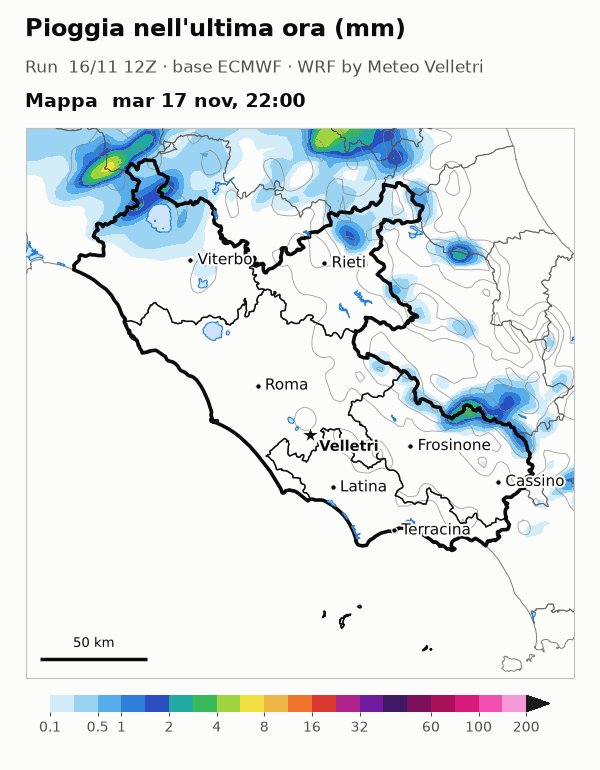 Pioggia nell'ultima ora (mm)
Run  16/11 12Z · base ECMWF · WRF by Meteo Velletri
Mappa  mar 17 nov, 22:00
Viterbo
Rieti
Roma
Velletri
Frosinone
Latina
Cassino
Terracina
50 km
0.1 0.5 1 2 4 8 16 32 60 100 200